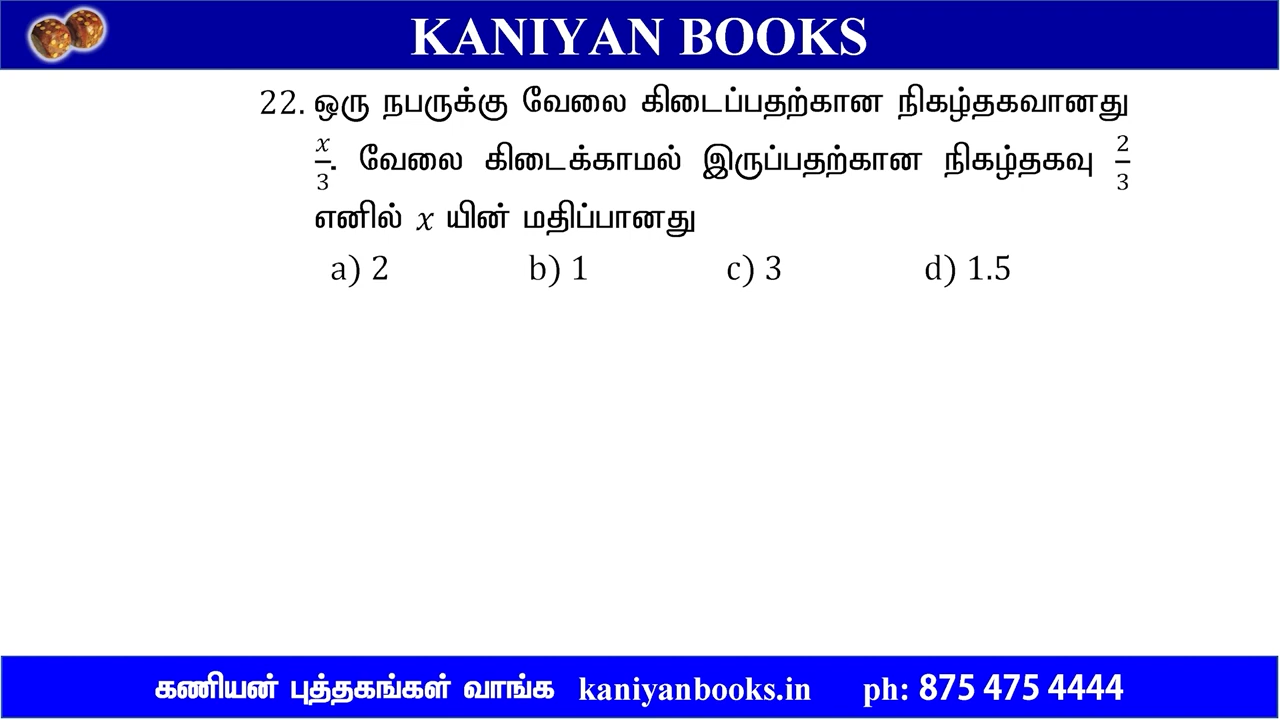 KANIYAN BOOKS
22. ஒரு நபருக்கு வேலை கிடைப்பதற்கான நிகழ்தகவானது
x/3. வேலை கிடைக்காமல் இருப்பதற்கான நிகழ்தகவு 2/3
எனில் x யின் மதிப்பானது
a) 2 b) 1 c) 3 d) 1.5
கணியன் புத்தகங்கள் வாங்க kaniyanbooks.in ph: 875 475 4444